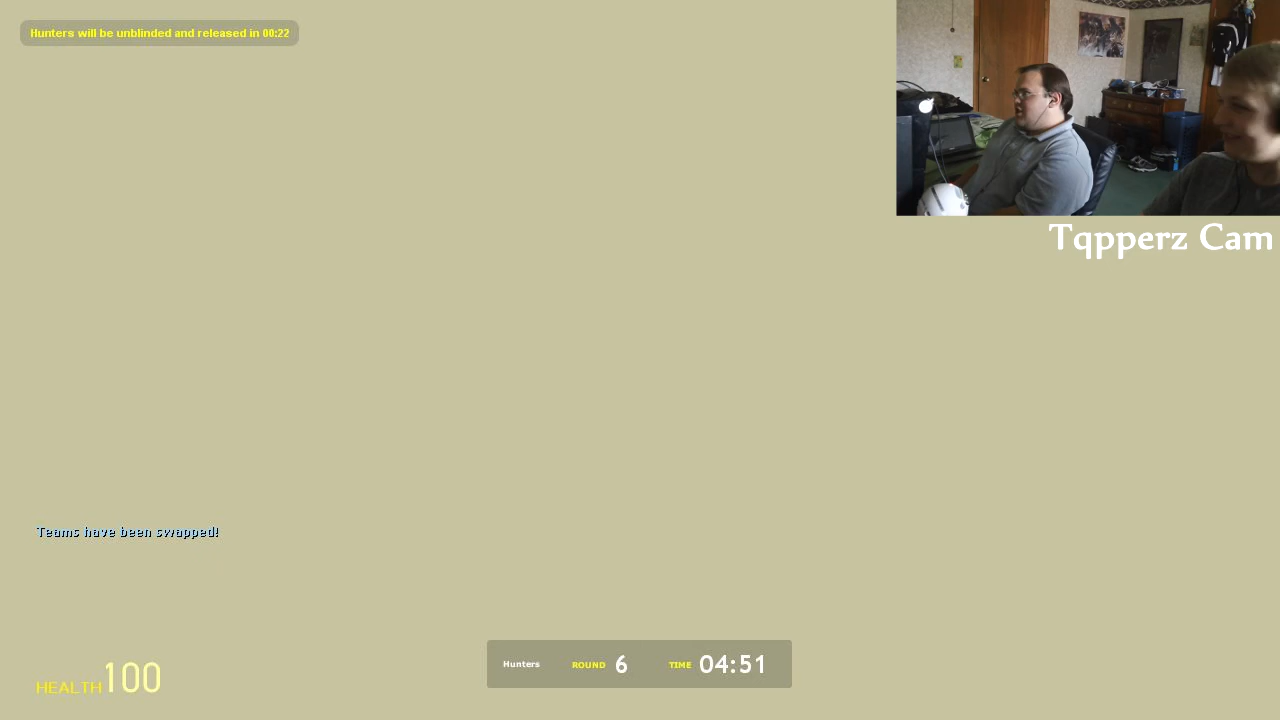 Hunters will be unblinded and released in 00:22
Tqpperz Cam
Teams have been swapped!
HEALTH 100
Hunters ROUND 6 TIME 04:51